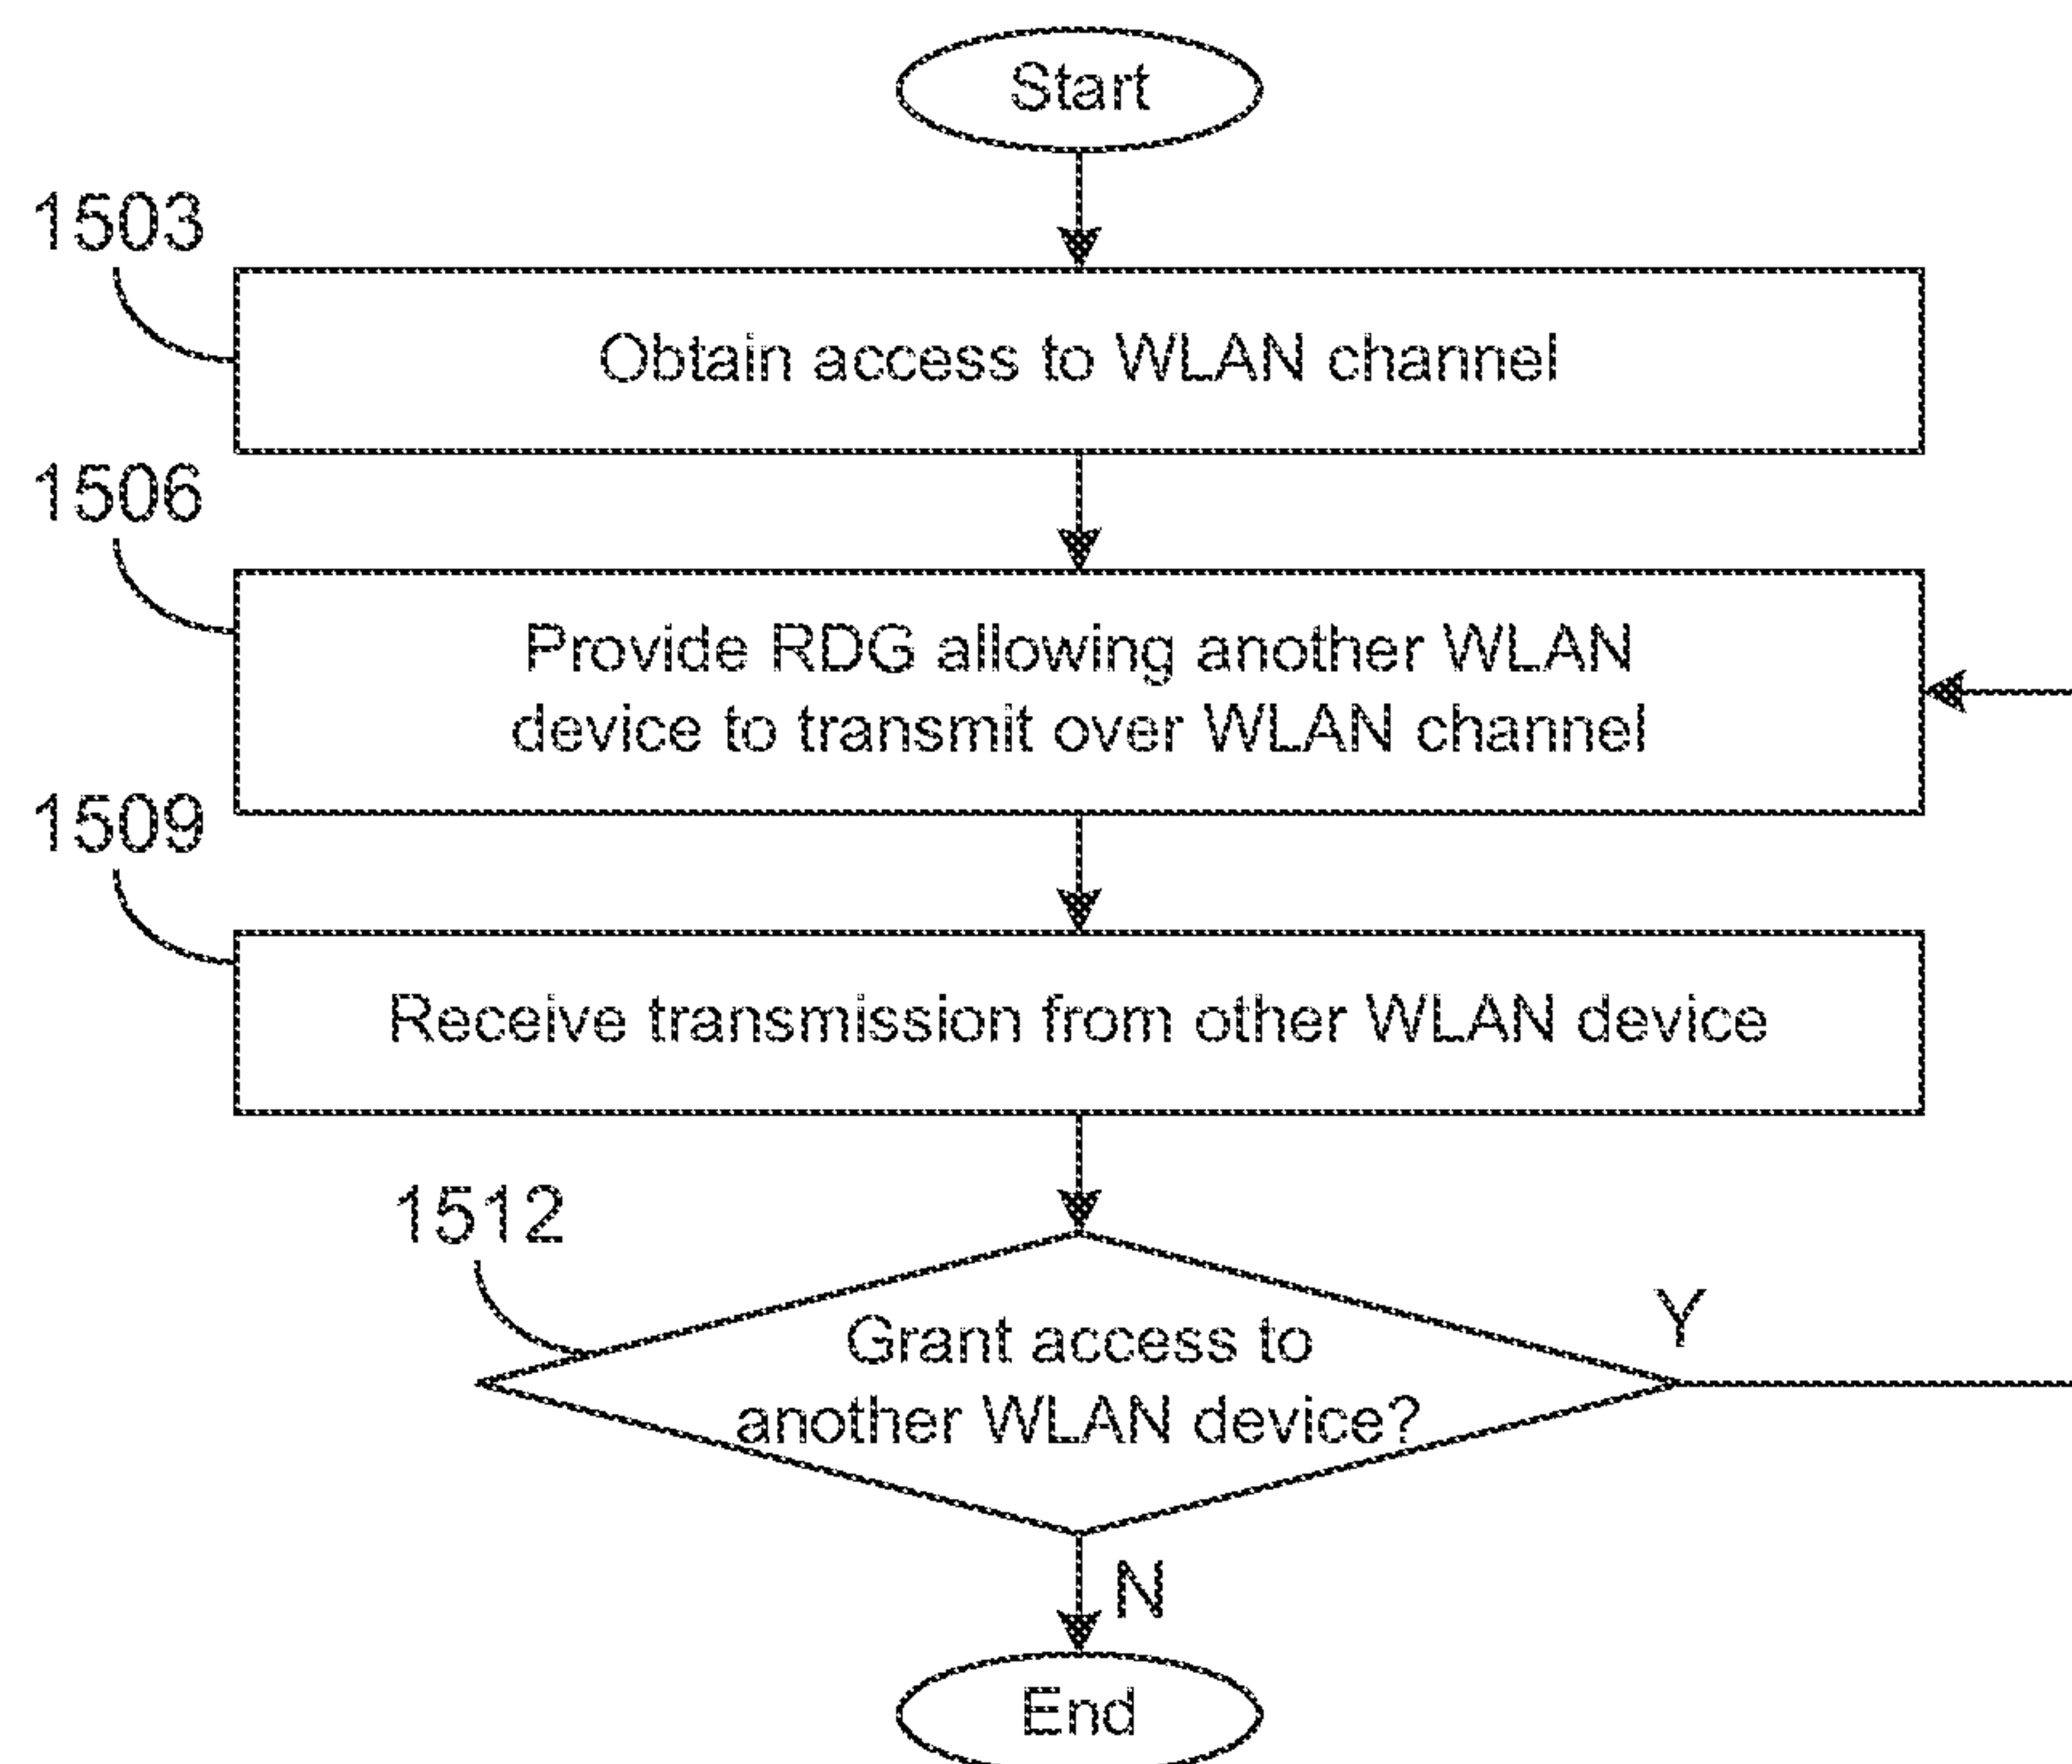 Start
1503
Obtain access to WLAN channel
1506
Provide RDG allowing another WLAN
device to transmit over WLAN channel
1509
Receive transmission from other WLAN device
1512
Grant access to
another WLAN device?
Y
N
End